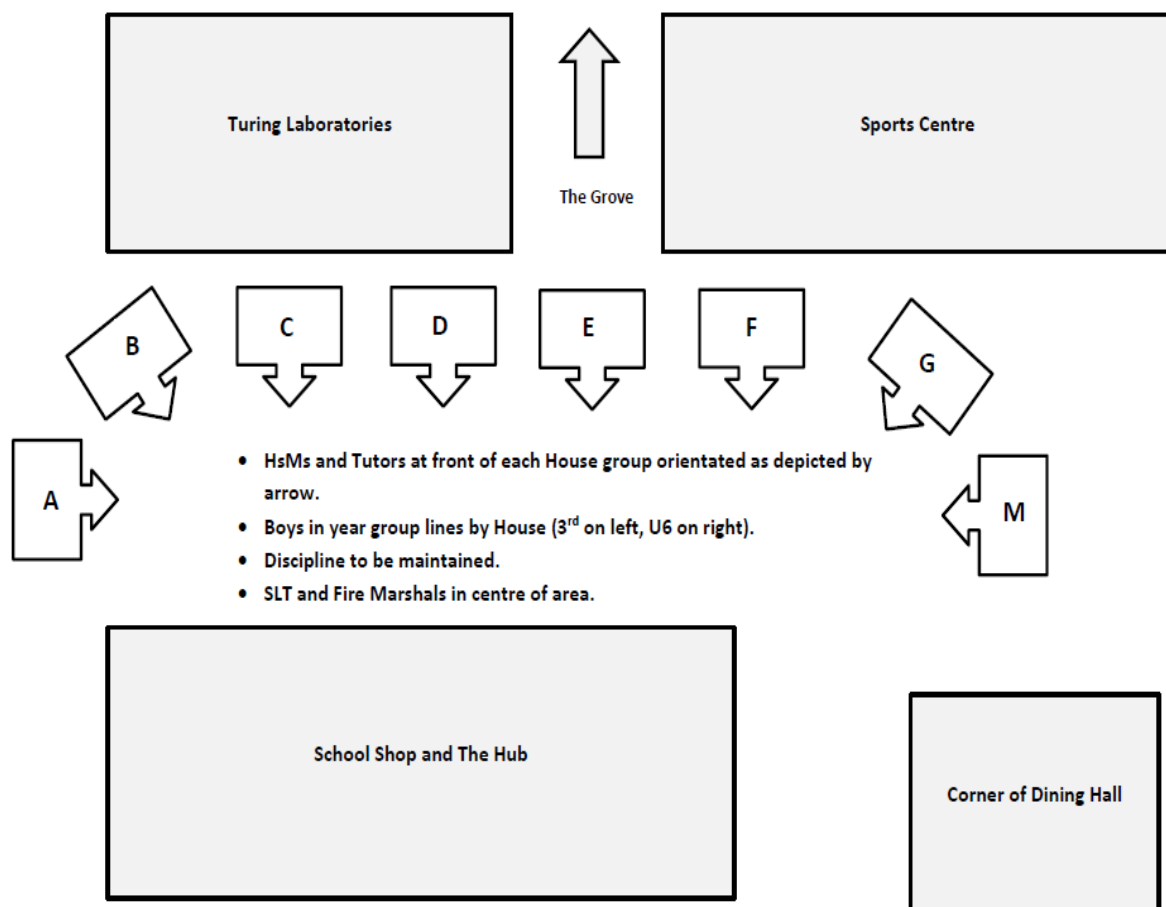 Turing Laboratories
Sports Centre
The Grove
B
C
D
E
F
G
A
M
• HsMs and Tutors at front of each House group orientated as depicted by
arrow.
• Boys in year group lines by House (3rd on left, U6 on right).
• Discipline to be maintained.
• SLT and Fire Marshals in centre of area.
School Shop and The Hub
Corner of Dining Hall